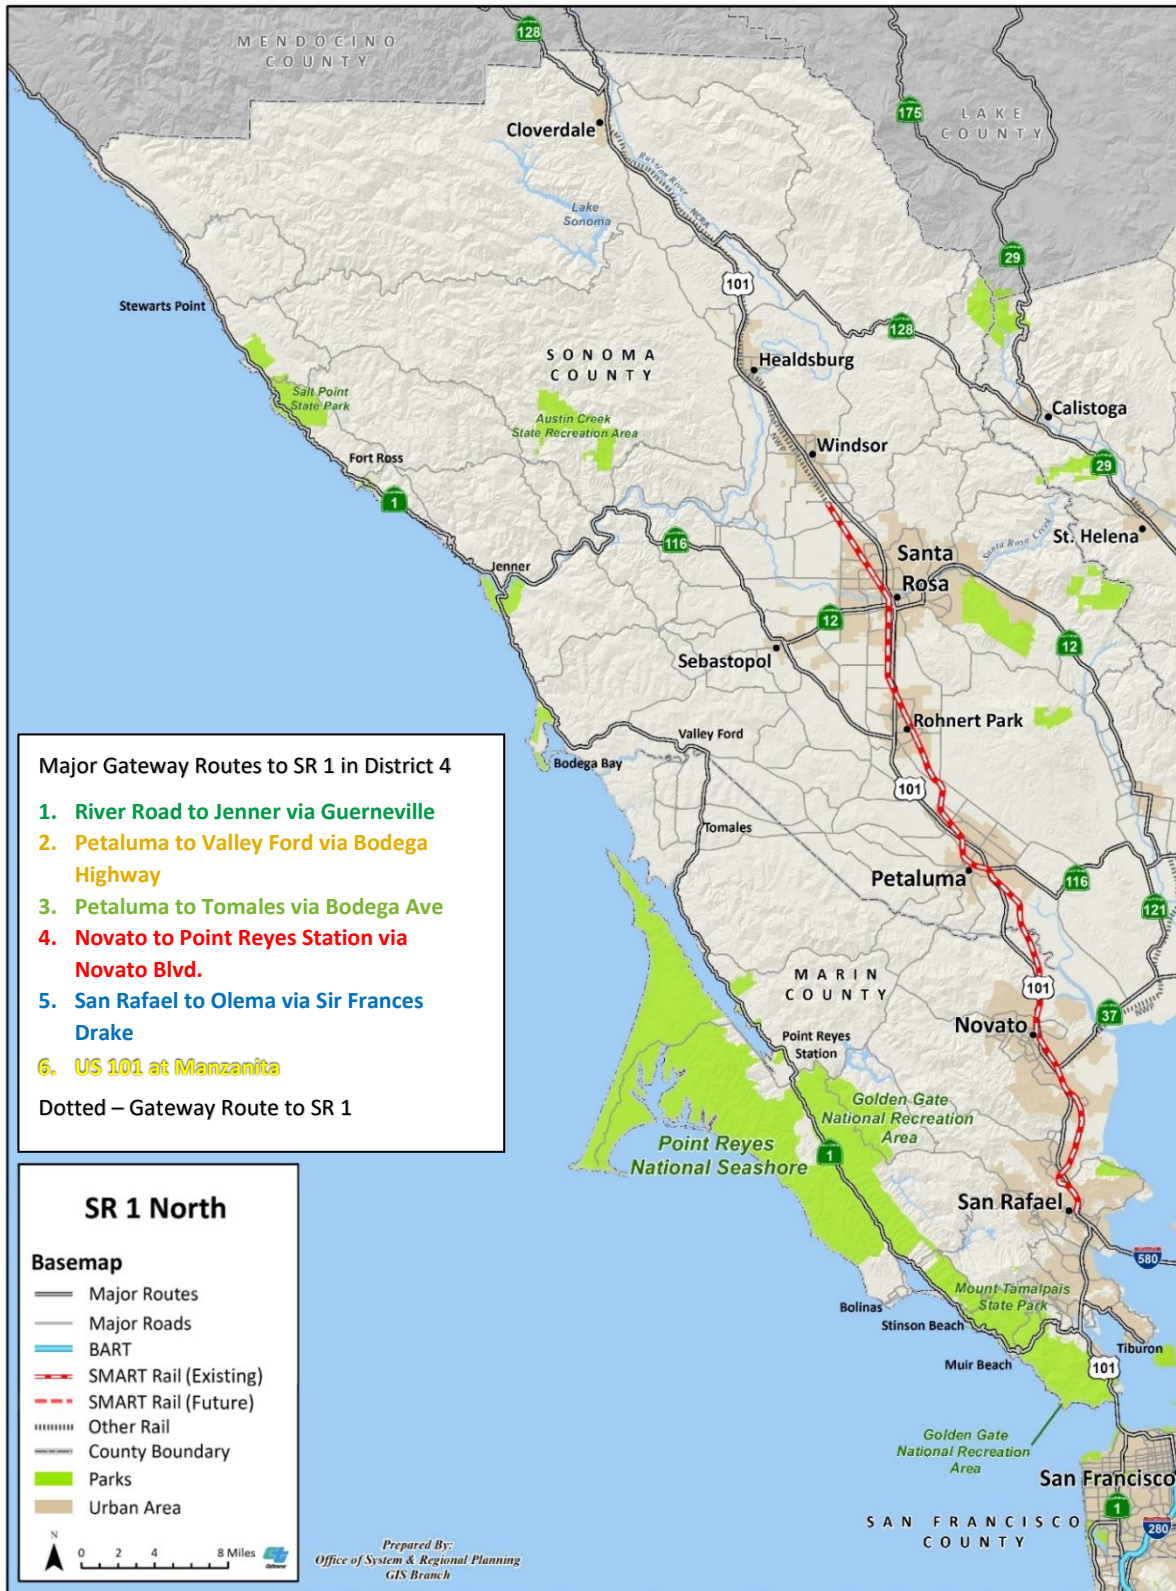 MENDOCINO
COUNTY
128
175
LAKE
COUNTY
Cloverdale
Russian River
NCRA
Lake
Sonoma
29
101
Stewarts Point
128
SONOMA
COUNTY
Healdsburg
Salt Point
State Park
Austin Creek
State Recreation Area
Calistoga
NWP
Windsor
Fort Ross
29
1
116
Santa Rosa Creek
St. Helena
Santa
Rosa
Jenner
12
12
Sebastopol
Rohnert Park
Valley Ford
Bodega Bay
101
Tomales
Petaluma
116
121
Major Gateway Routes to SR 1 in District 4
1. River Road to Jenner via Guerneville
2. Petaluma to Valley Ford via Bodega
Highway
3. Petaluma to Tomales via Bodega Ave
4. Novato to Point Reyes Station via
Novato Blvd.
5. San Rafael to Olema via Sir Frances
Drake
6. US 101 at Manzanita
Dotted – Gateway Route to SR 1
MARIN
COUNTY
101
NWP
37
Novato
Point Reyes
Station
Golden Gate
National Recreation
Area
Point Reyes
National Seashore
1
San Rafael
580
Mount Tamalpais
State Park
Bolinas
Stinson Beach
Muir Beach
Tiburon
101
Golden Gate
National Recreation
Area
San Francisco
1
SAN FRANCISCO
COUNTY
280
SR 1 North
Basemap
Major Routes
Major Roads
BART
SMART Rail (Existing)
SMART Rail (Future)
Other Rail
County Boundary
Parks
Urban Area
N
0 2 4 8 Miles
Prepared By:
Office of System & Regional Planning
GIS Branch